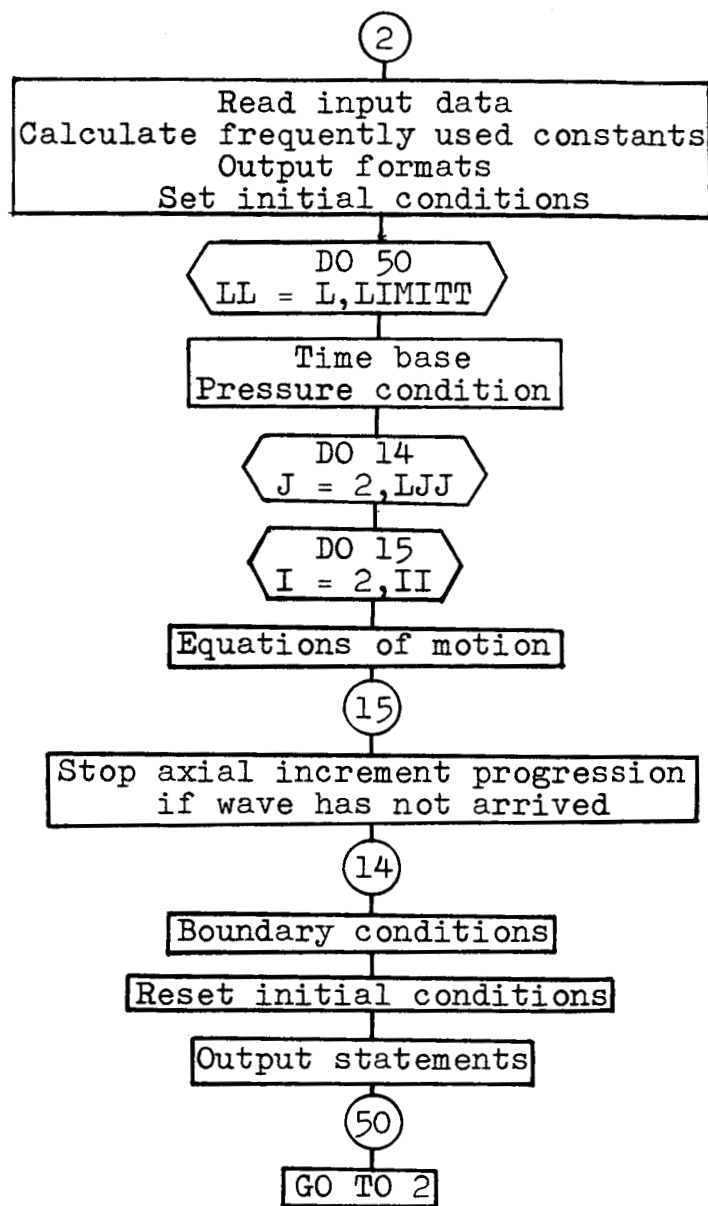 2
Read input data
Calculate frequently used constants
Output formats
Set initial conditions
DO 50
LL = L,LIMITT
Time base
Pressure condition
DO 14
J = 2,LJJ
DO 15
I = 2,II
Equations of motion
15
Stop axial increment progression
if wave has not arrived
14
Boundary conditions
Reset initial conditions
Output statements
50
GO TO 2